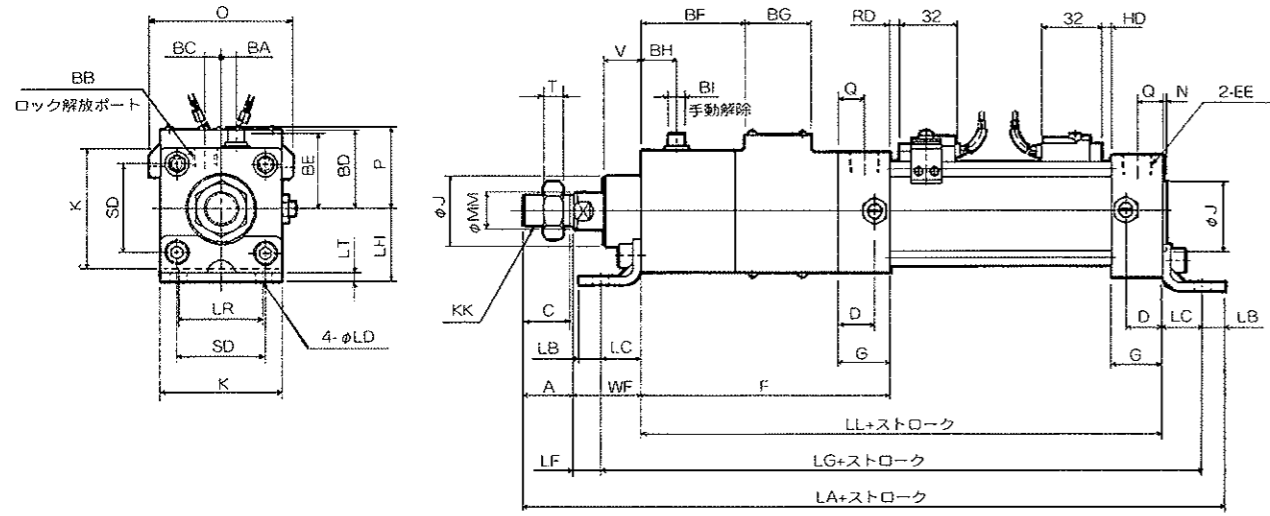 O
BC
BA
BB
ロック解放ポート
K
SD
BE
BD
P
LT
LH
LR
SD
K
4-φLD
BF
BG
RD
32
32
HD
V
BH
T
BI
手動解除
Q
Q
N
2-EE
φJ
φMM
φJ
KK
C
D
D
LC
LB
LB
LC
G
G
A
WF
F
LL+ストローク
LF
LG+ストローク
LA+ストローク